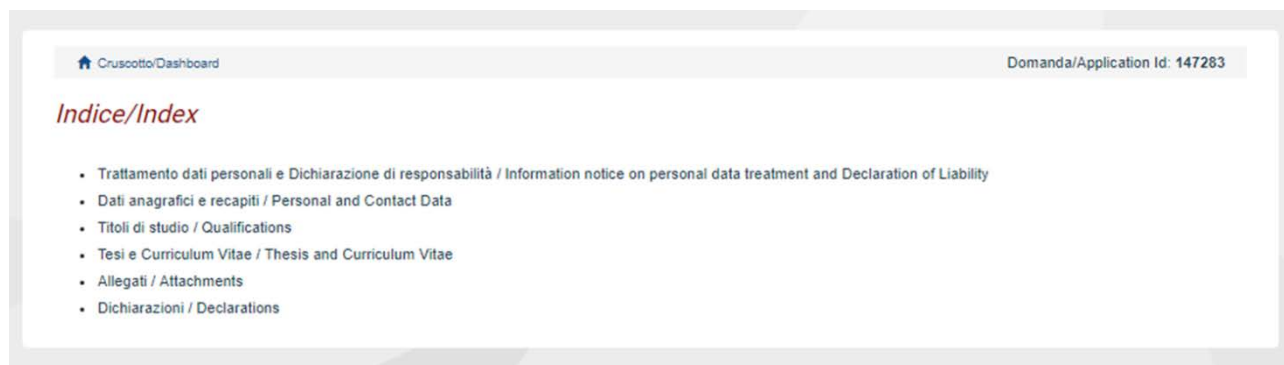 Cruscotto/Dashboard
Domanda/Application Id: 147283
Indice/Index
Trattamento dati personali e Dichiarazione di responsabilità / Information notice on personal data treatment and Declaration of Liability
Dati anagrafici e recapiti / Personal and Contact Data
Titoli di studio / Qualifications
Tesi e Curriculum Vitae / Thesis and Curriculum Vitae
Allegati / Attachments
Dichiarazioni / Declarations